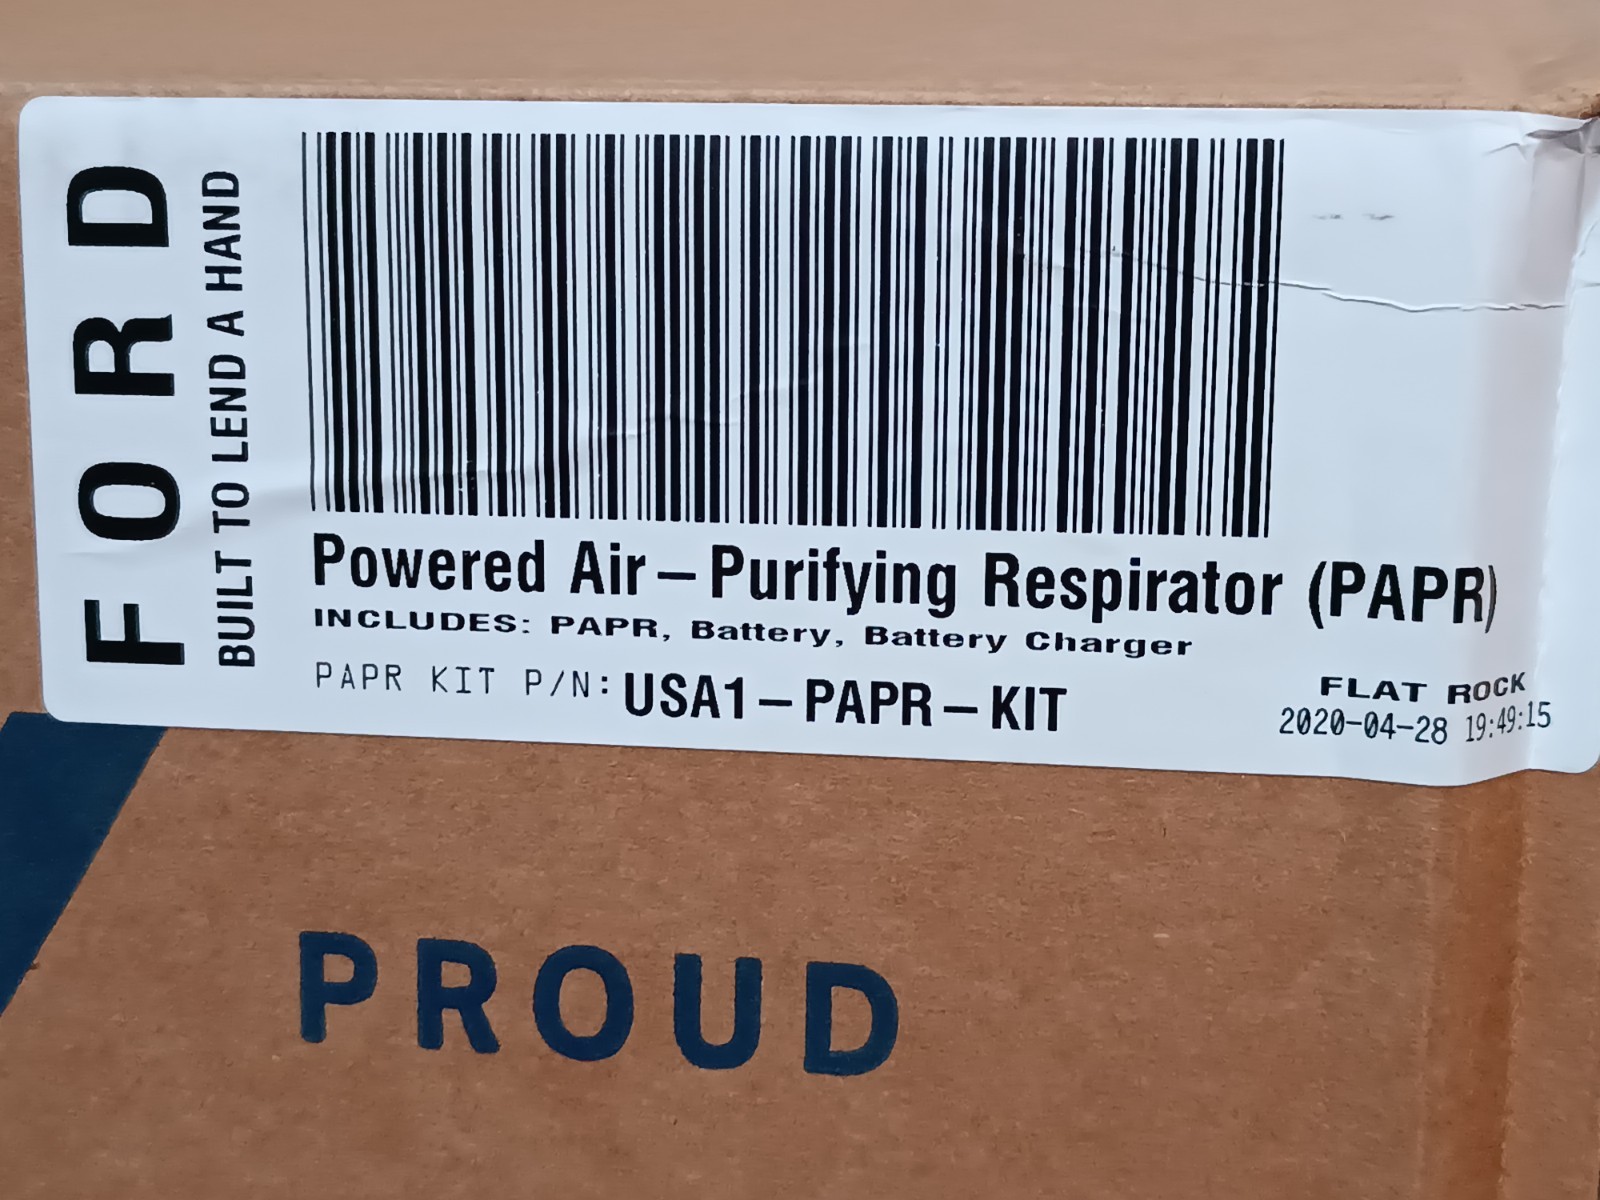 FORD
BUILT TO LEND A HAND
Powered Air-Purifying Respirator (PAPR)
INCLUDES: PAPR, Battery, Battery Charger
PAPR KIT P/N: USA1-PAPR-KIT
FLAT ROCK
2020-04-28 19:49:15
PROUD